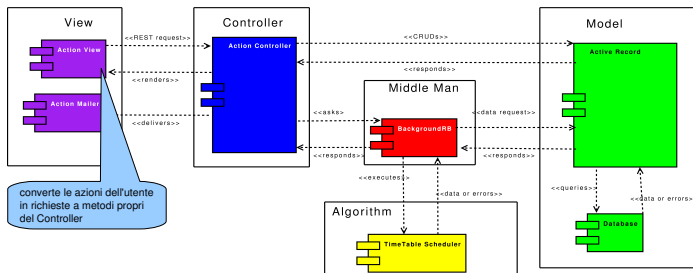 View
Controller
Model
<<REST request>>
Action View
Action Controller
<<CRUDs>>
Active Record
<<responds>>
<<renders>>
Middle Man
Action Mailer
<<asks>>
<<data request>>
<<delivers>>
BackgroundRB
<<responds>>
<<responds>>
<<executes>>
<<queries>>
<<data or errors>>
converte le azioni dell'utente
in richieste a metodi propri
del Controller
<<data or errors>>
Algorithm
Database
TimeTable Scheduler